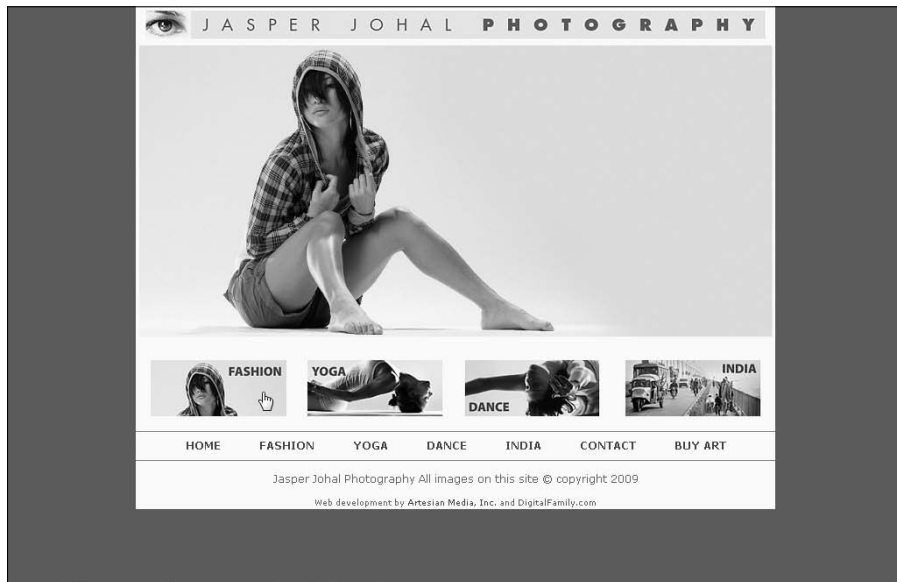 JASPER JOHAL PHOTOGRAPHY
FASHION
YOGA
DANCE
INDIA
HOME FASHION YOGA DANCE INDIA CONTACT BUY ART
Jasper Johal Photography All images on this site © copyright 2009
Web development by Artesian Media, Inc. and DigitalFamily.com